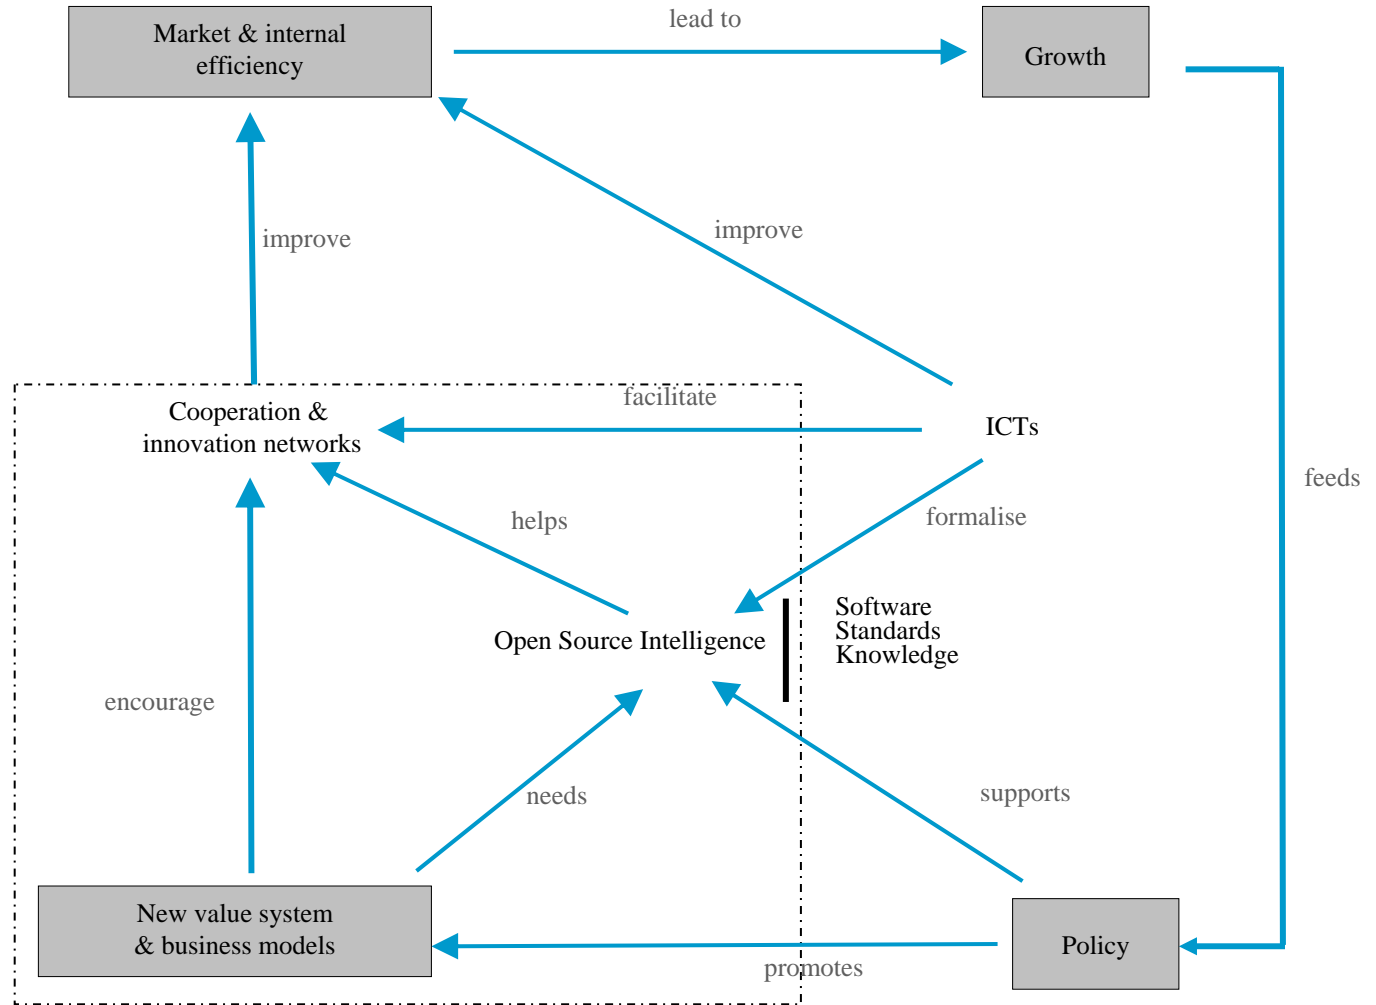 lead to
Market & internal
efficiency
Growth
improve
improve
facilitate
Cooperation &
innovation networks
ICTs
feeds
helps
formalise
Software
Standards
Knowledge
Open Source Intelligence
encourage
needs
supports
New value system
& business models
Policy
promotes